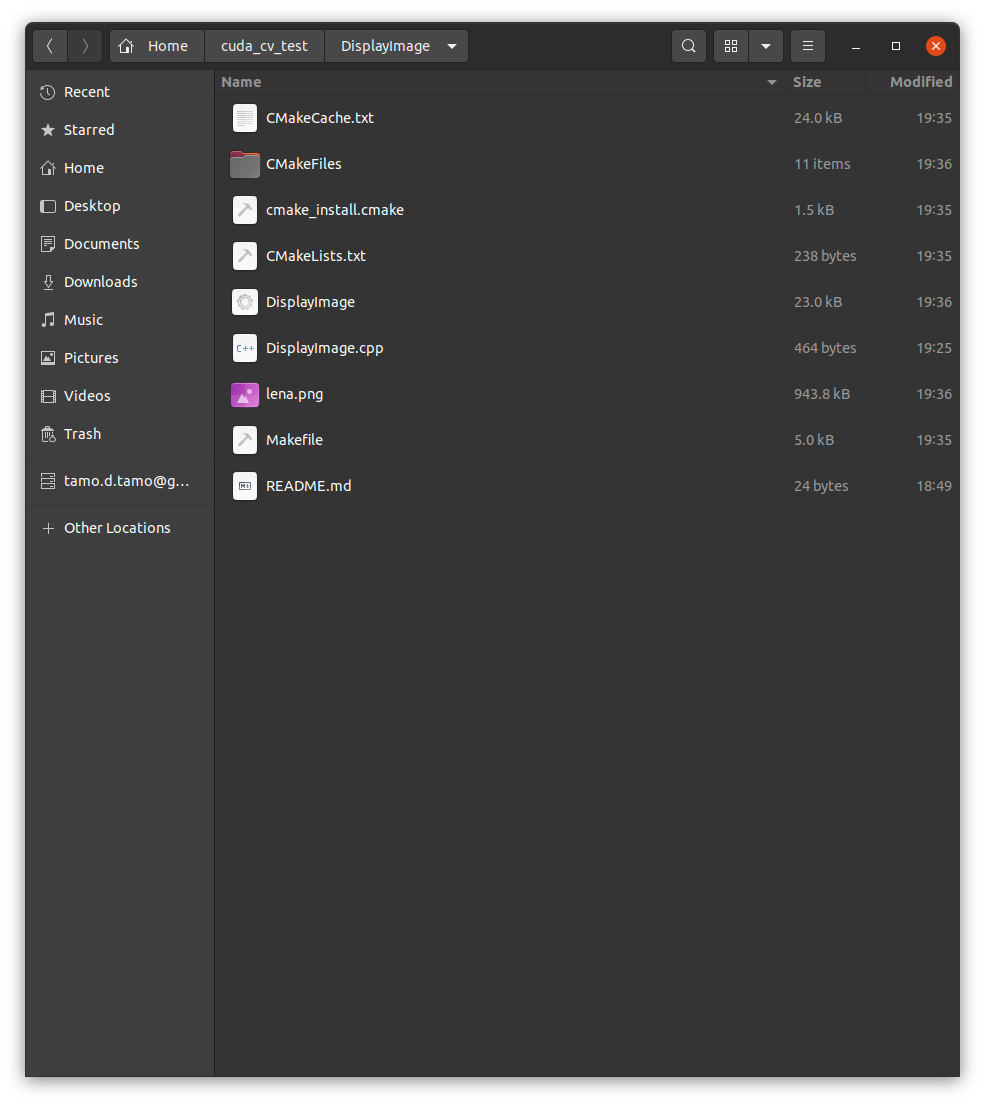 Home cuda_cv_test DisplayImage
Name Size Modified
Recent
Starred
Home
Desktop
Documents
Downloads
Music
Pictures
Videos
Trash
tamo.d.tamo@g...
Other Locations
CMakeCache.txt 24.0 kB 19:35
CMakeFiles 11 items 19:36
cmake_install.cmake 1.5 kB 19:35
CMakeLists.txt 238 bytes 19:35
DisplayImage 23.0 kB 19:36
C++ DisplayImage.cpp 464 bytes 19:25
lena.png 943.8 kB 19:36
Makefile 5.0 kB 19:35
README.md 24 bytes 18:49